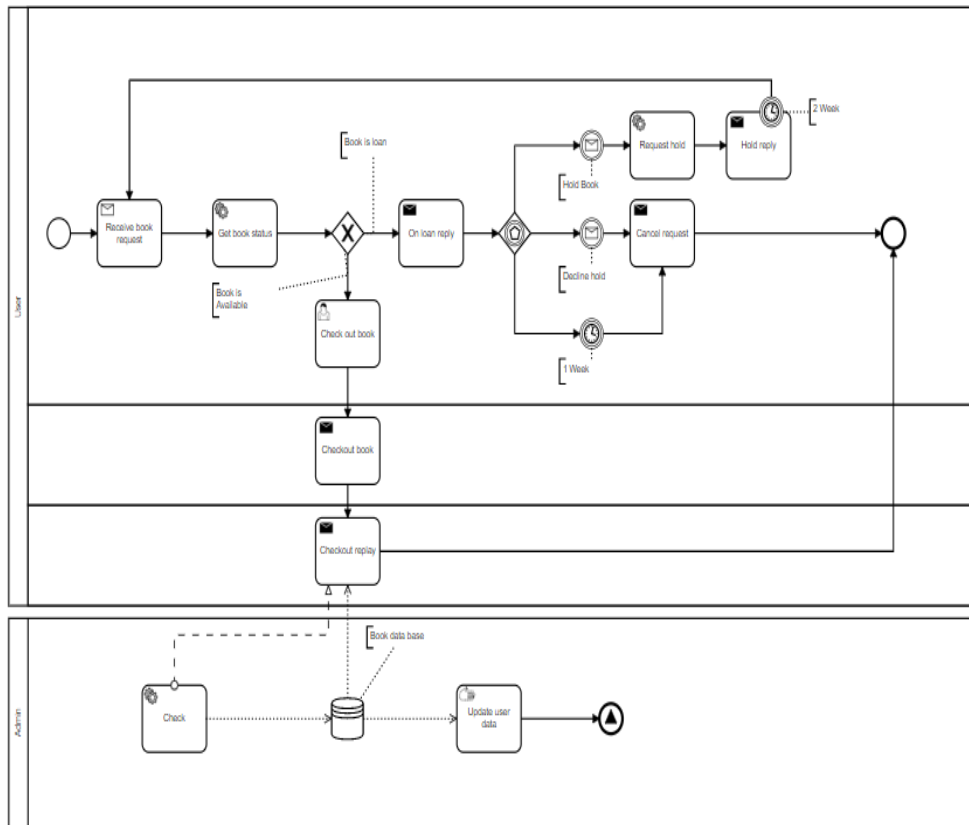 2 Week
Book is loan
Request hold
Hold reply
Hold Book
Receive book
request
Get book status
On loan reply
Cancel request
Decline hold
Book is
Available
User
Check out book
1 Week
Checkout book
Checkout replay
Book data base
Admin
Check
Update user
data